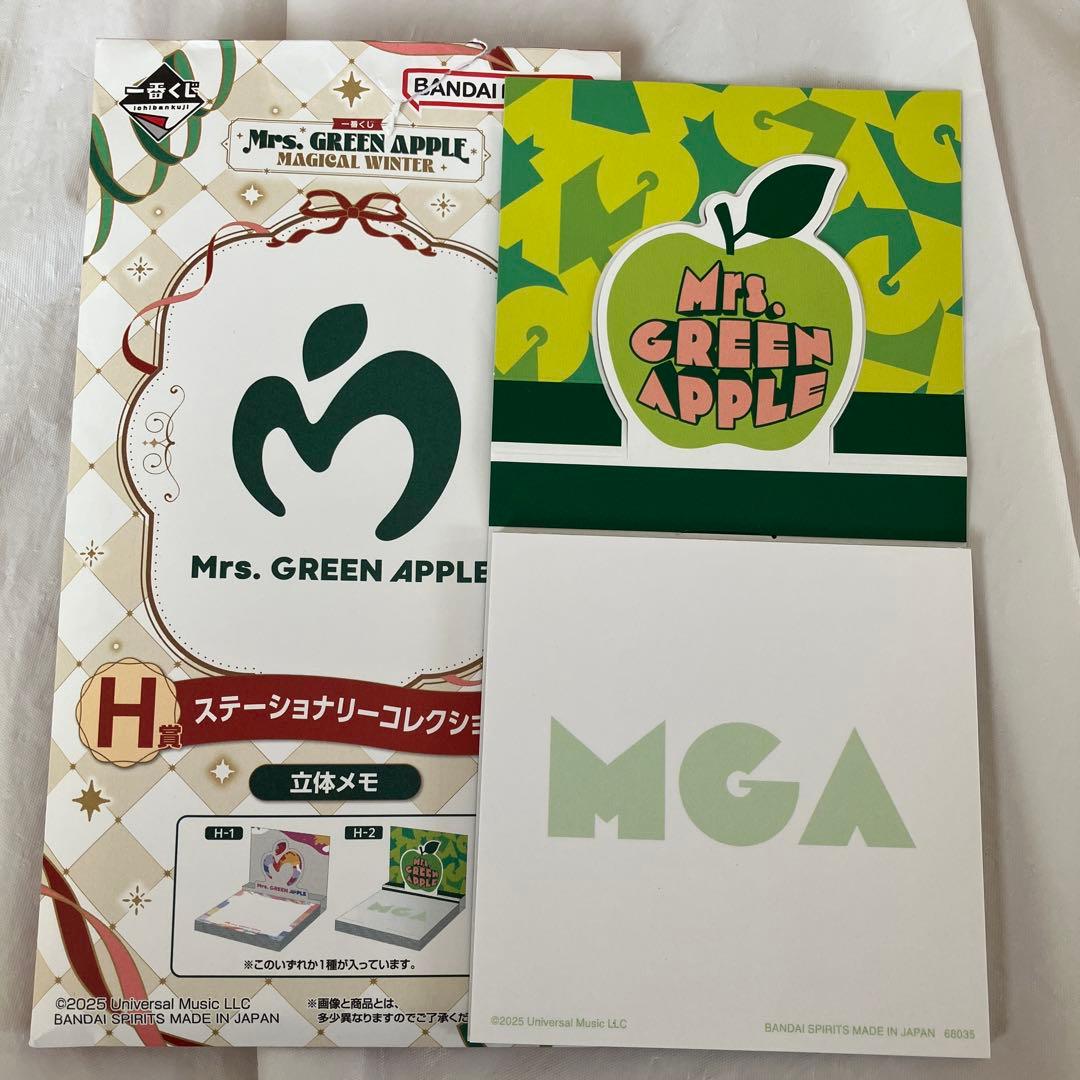 一番くじ
ichibankuji
BANDAI
一番くじ
Mrs. GREEN APPLE
MAGICAL WINTER
Mrs. GREEN APPLE
H賞
ステーショナリーコレクショ
立体メモ
H-1
H-2
Mrs. GREEN APPLE
Mrs.
GREEN
APPLE
MGA
※このいずれか1種が入っています。
©2025 Universal Music LLC
BANDAI SPIRITS MADE IN JAPAN
※画像と商品とは、
多少異なりますのでご了承くだ
Mrs.
GREEN
APPLE
MGA
©2025 Universal Music LLC
BANDAI SPIRITS MADE IN JAPAN 68035